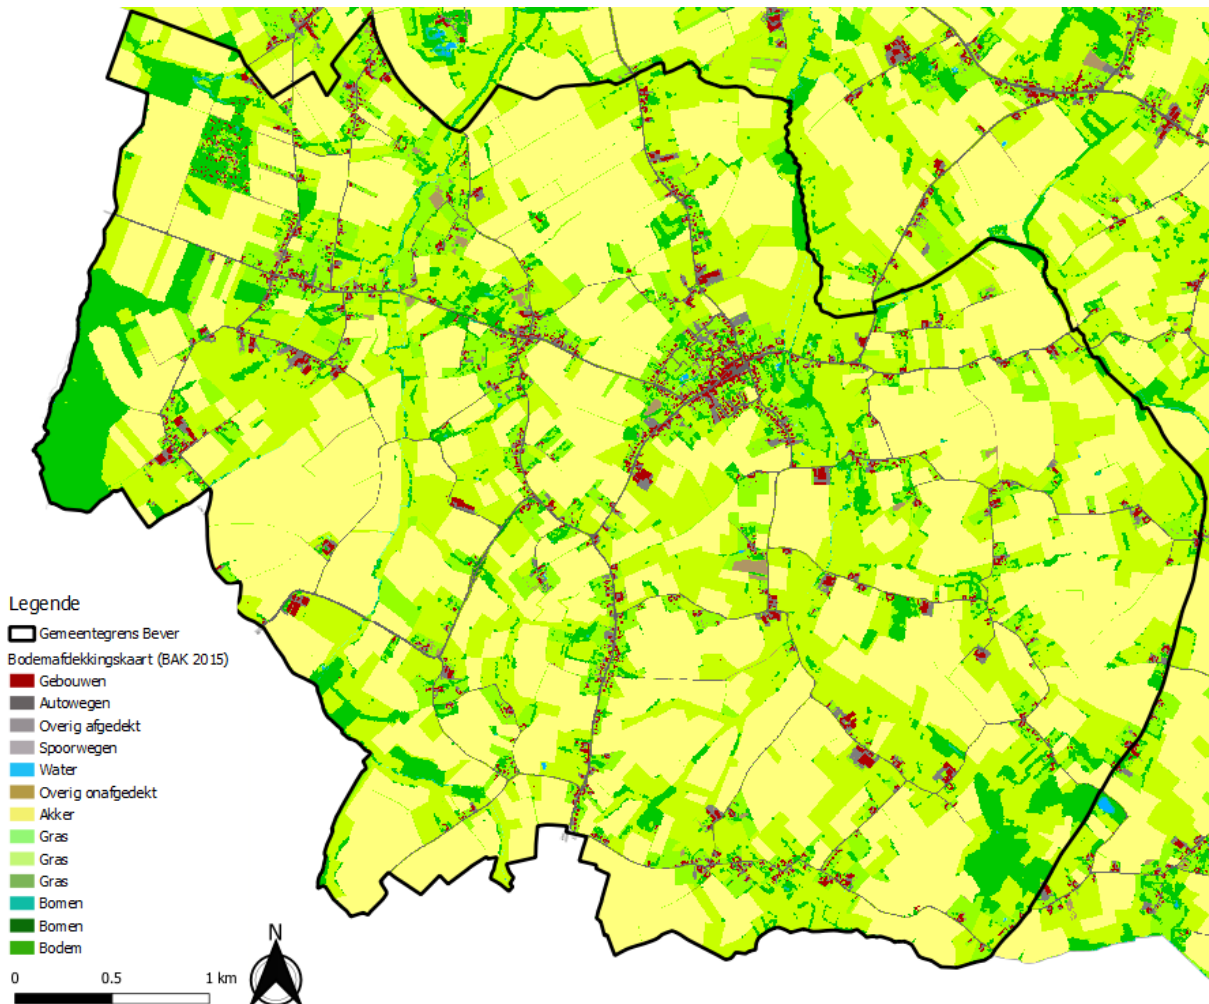 Legende
Gemeentegrens Bever
Bodemafdekkingskaart (BAK 2015)
Gebouwen
Autowegen
Overig afgedekt
Spoorwegen
Water
Overig onafgedekt
Akker
Gras
Gras
Gras
Bomen
Bomen
Bodem
N
0 0.5 1 km